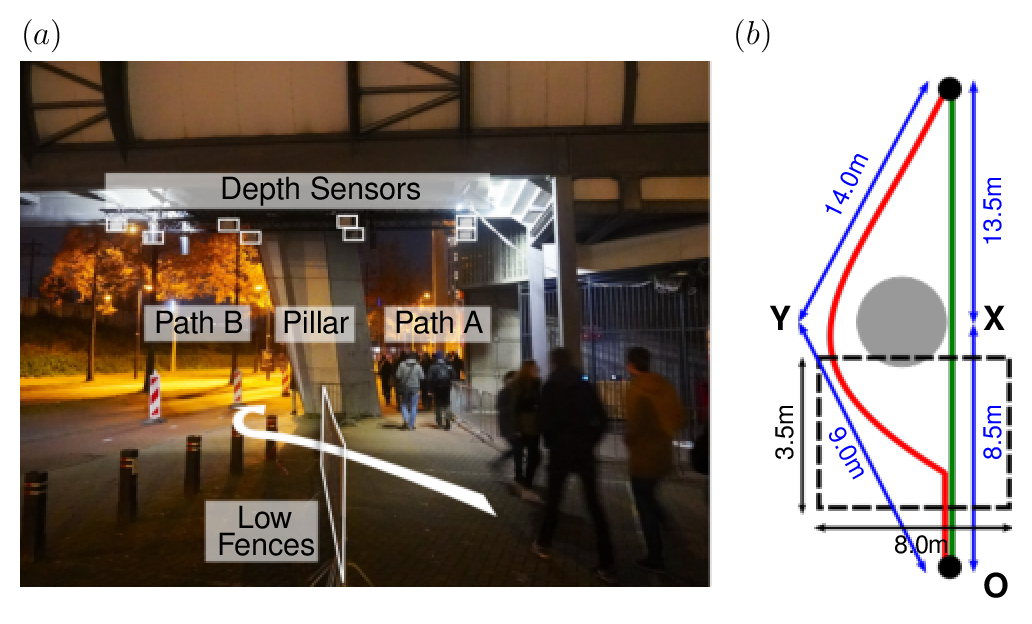 (a)
Depth Sensors
Path B
Pillar
Path A
Low
Fences
(b)
14.0m
13.5m
Y
X
3.5m
9.0m
8.5m
8.0m
O